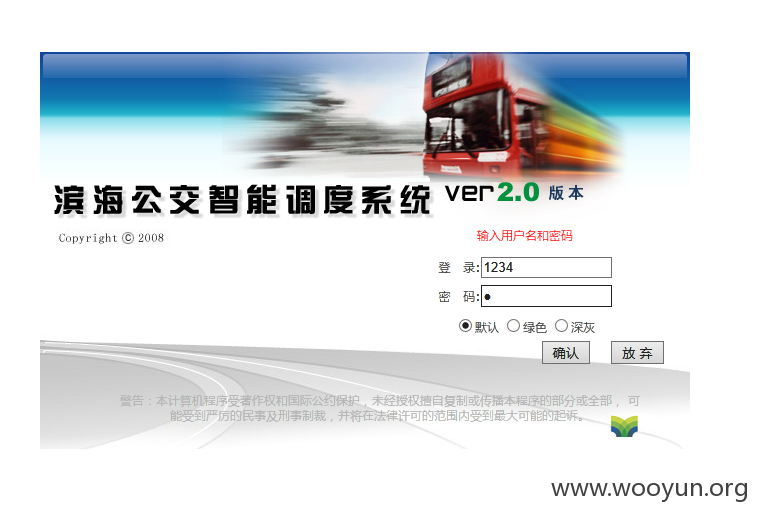 滨海公交智能调度系统 ver2.0 版本
Copyright © 2008
输入用户名和密码
登 录: 1234
密 码: ●
默认 绿色 深灰
确认 放弃
警告：本计算机程序受著作权和国际公约保护，未经授权擅自复制或传播本程序的部分或全部，可
能受到严厉的民事及刑事制裁，并将在法律许可的范围内受到最大可能的起诉。
www.wooyun.org